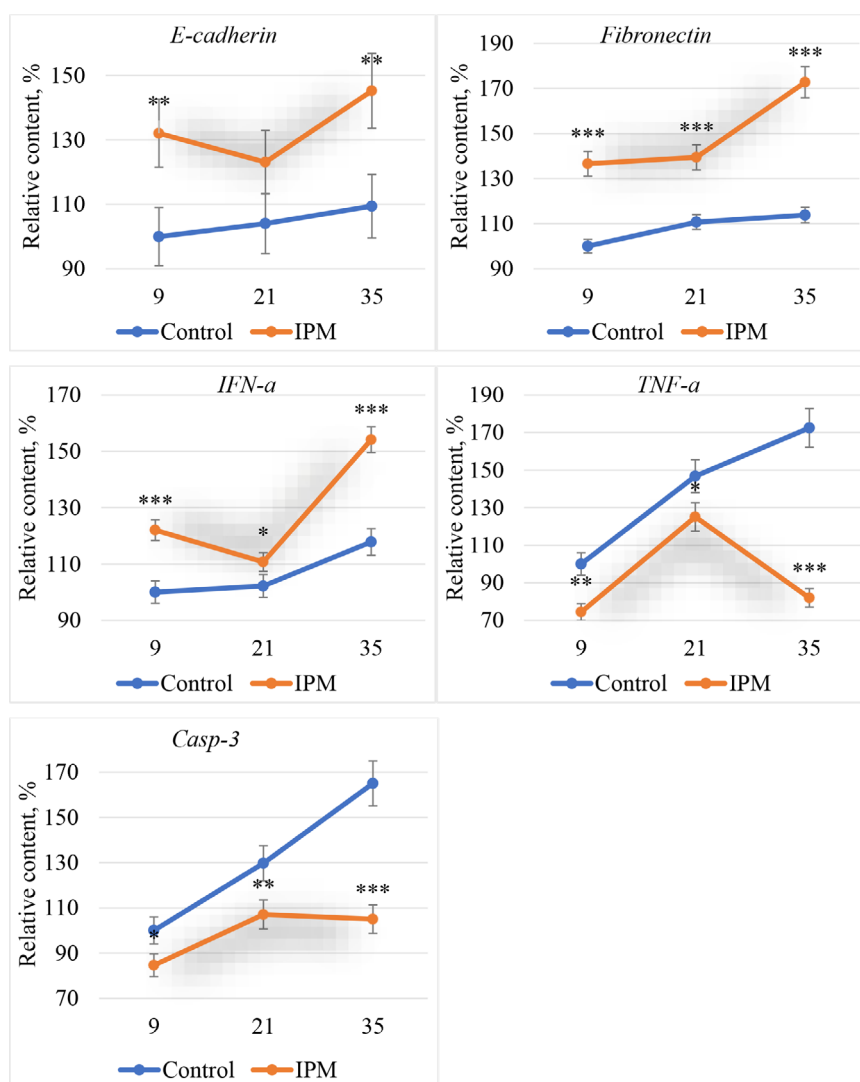 E-cadherin
Relative content, %
150
**
**
130
110
90
9 21 35
Control IPM
Fibronectin
Relative content, %
190
170
150
130
110
90
***
***
***
9 21 35
Control IPM
IFN-a
Relative content, %
170
150
130
110
90
***
*
***
9 21 35
Control IPM
TNF-a
Relative content, %
190
170
150
130
110
90
70
**
*
***
9 21 35
Control IPM
Casp-3
Relative content, %
170
150
130
110
90
70
*
**
***
9 21 35
Control IPM